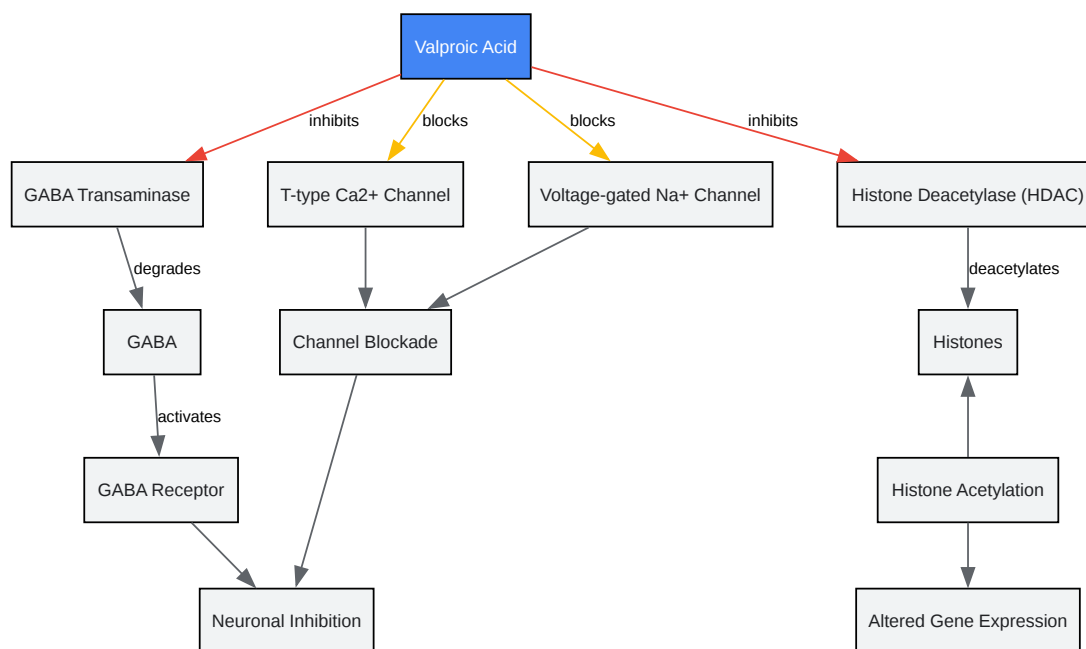 Valproic Acid
inhibits
blocks
blocks
inhibits
GABA Transaminase
T-type Ca2+ Channel
Voltage-gated Na+ Channel
Histone Deacetylase (HDAC)
degrades
deacetylates
GABA
Channel Blockade
Histones
activates
GABA Receptor
Histone Acetylation
Neuronal Inhibition
Altered Gene Expression